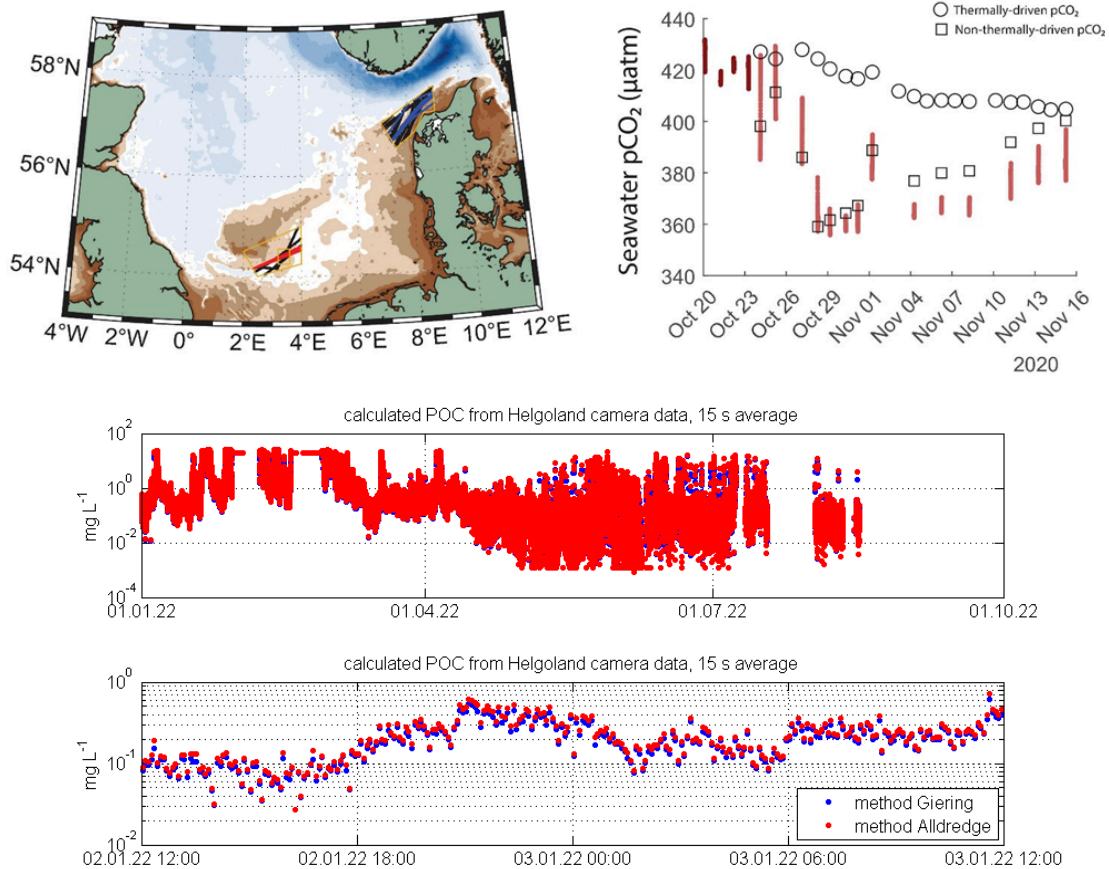 58°N
56°N
54°N
4°W
2°W
0°
2°E
4°E
6°E
8°E
10°E
12°E
Thermally-driven pCO₂
Non-thermally-driven pCO₂
Seawater pCO₂ (μatm)
440
420
400
380
360
340
Oct 20
Oct 23
Oct 26
Oct 29
Nov 01
Nov 04
Nov 07
Nov 10
Nov 13
Nov 16
2020
calculated POC from Helgoland camera data, 15 s average
mg L⁻¹
10²
10⁰
10⁻²
10⁻⁴
01.01.22
01.04.22
01.07.22
01.10.22
calculated POC from Helgoland camera data, 15 s average
mg L⁻¹
10⁰
10⁻¹
10⁻²
method Giering
method Alldredge
02.01.22 12:00
02.01.22 18:00
03.01.22 00:00
03.01.22 06:00
03.01.22 12:00